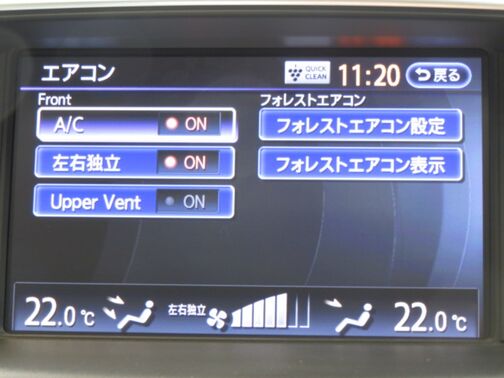 エアコン QUICK CLEAN 11:20 戻る
Front フォレストエアコン
A/C ON フォレストエアコン設定
左右独立 ON フォレストエアコン表示
Upper Vent ON
22.0℃ 左右独立 22.0℃